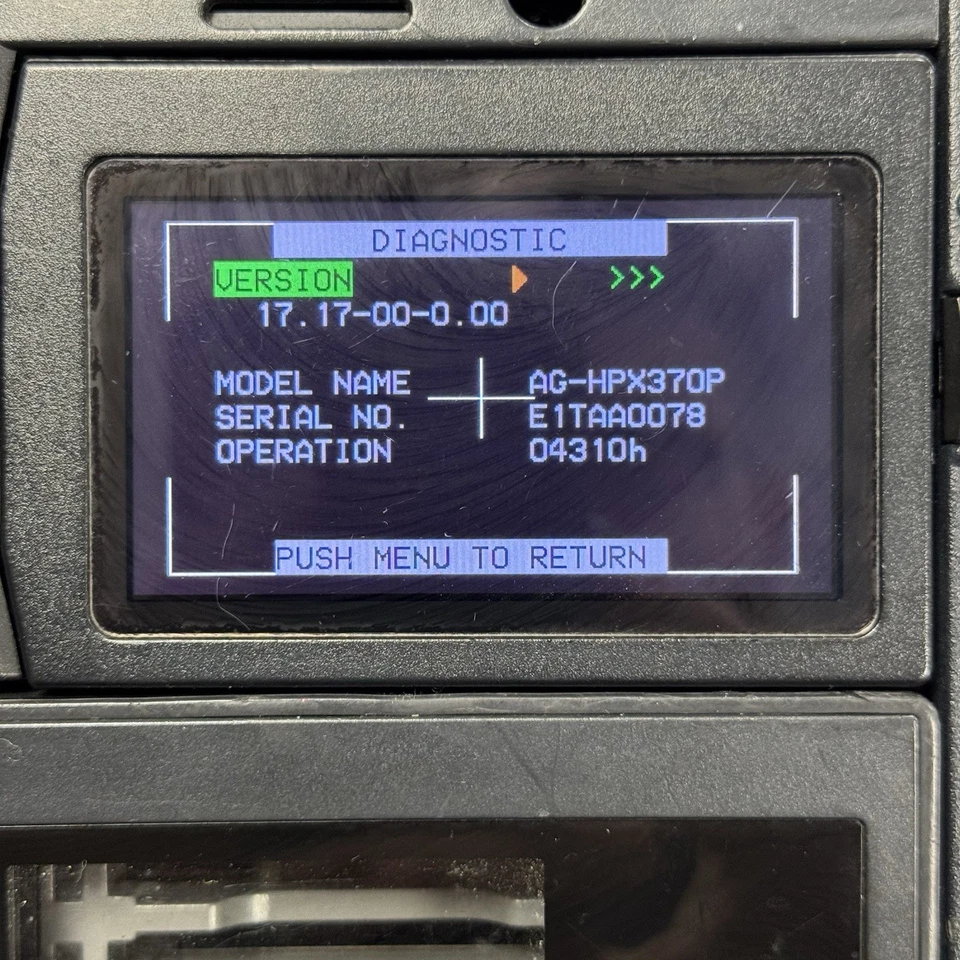 DIAGNOSTIC
VERSION >>>
17.17-00-0.00
MODEL NAME AG-HPX370P
SERIAL NO. E1TAA0078
OPERATION 04310h
PUSH MENU TO RETURN